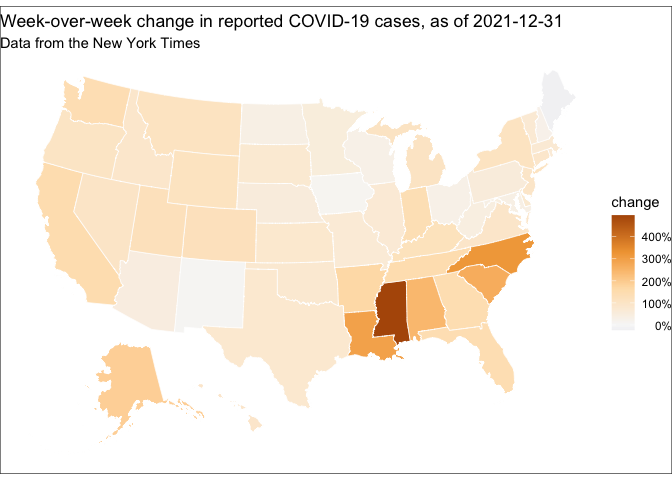 Week-over-week change in reported COVID-19 cases, as of 2021-12-31
Data from the New York Times
change
400%
300%
200%
100%
0%